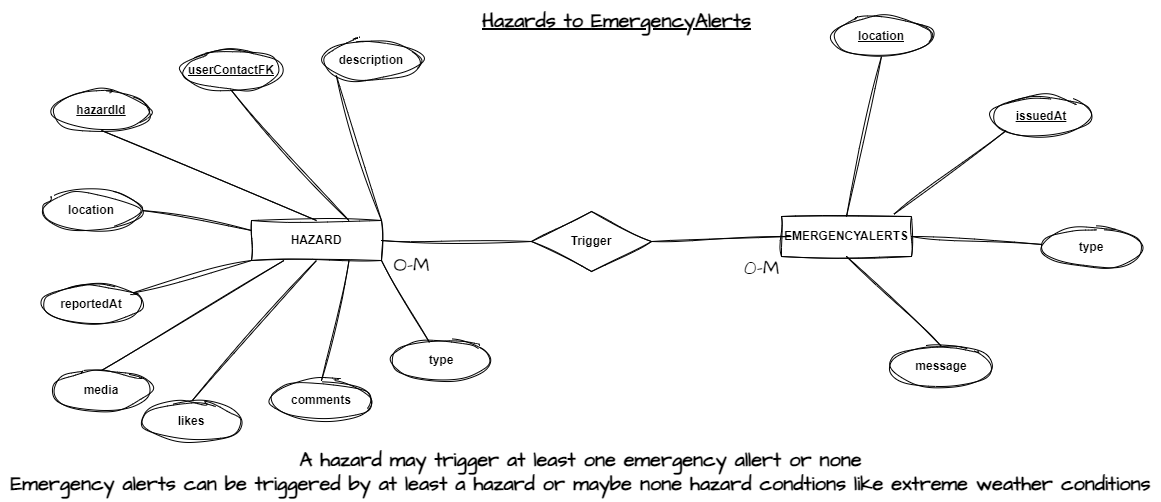 Hazards to EmergencyAlerts
location
userContactFK
description
hazardId
issuedAt
location
HAZARD
Trigger
EMERGENCYALERTS
type
O-M
O-M
reportedAt
type
message
media
comments
likes
A hazard may trigger at least one emergency allert or none
Emergency alerts can be triggered by at least a hazard or maybe none hazard condtions like extreme weather conditions